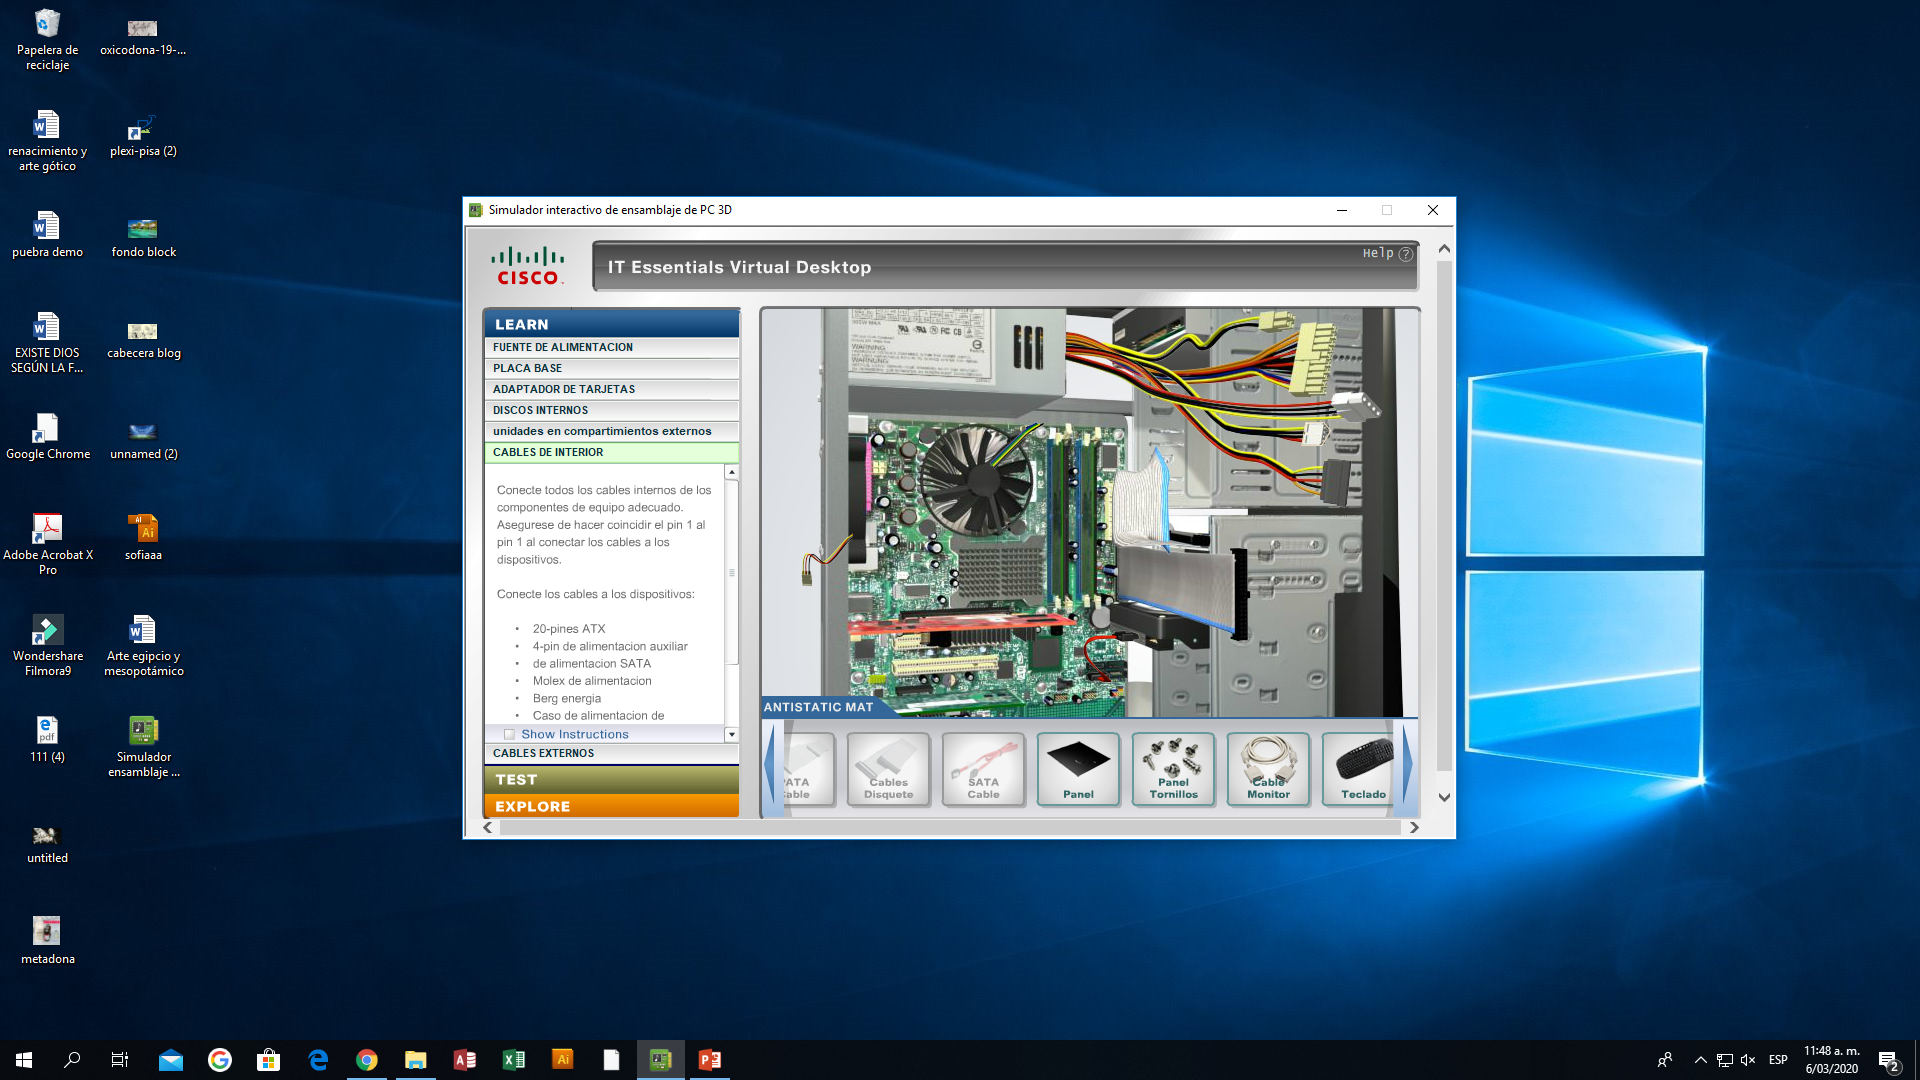 Papelera de
reciclaje
oxicodona-19-...
renacimiento y
arte gótico
plexi-pisa (2)
puebra demo
fondo block
EXISTE DIOS
SEGÚN LA F...
cabecera blog
Google Chrome
unnamed (2)
Adobe Acrobat X
Pro
sofiaaa
Wondershare
Filmora9
Arte egipcio y
mesopotámico
111 (4)
Simulador
ensamblaje ...
untitled
metadona
Simulador interactivo de ensamblaje de PC 3D
CISCO
IT Essentials Virtual Desktop
Help ?
LEARN
FUENTE DE ALIMENTACION
PLACA BASE
ADAPTADOR DE TARJETAS
DISCOS INTERNOS
unidades en compartimientos externos
CABLES DE INTERIOR
Conecte todos los cables internos de los
componentes de equipo adecuado.
Asegurese de hacer coincidir el pin 1 al
pin 1 al conectar los cables a los
dispositivos.
Conecte los cables a los dispositivos:
• 20-pines ATX
• 4-pin de alimentacion auxiliar
• de alimentacion SATA
• Molex de alimentacion
• Berg energia
• Caso de alimentacion de
Show Instructions
CABLES EXTERNOS
TEST
EXPLORE
WARNING
ANTISTATIC MAT
Cables
Disquete
SATA
Cable
Panel
Panel
Tornillos
Cable
Monitor
Teclado
ESP
11:48 a. m.
6/03/2020
2